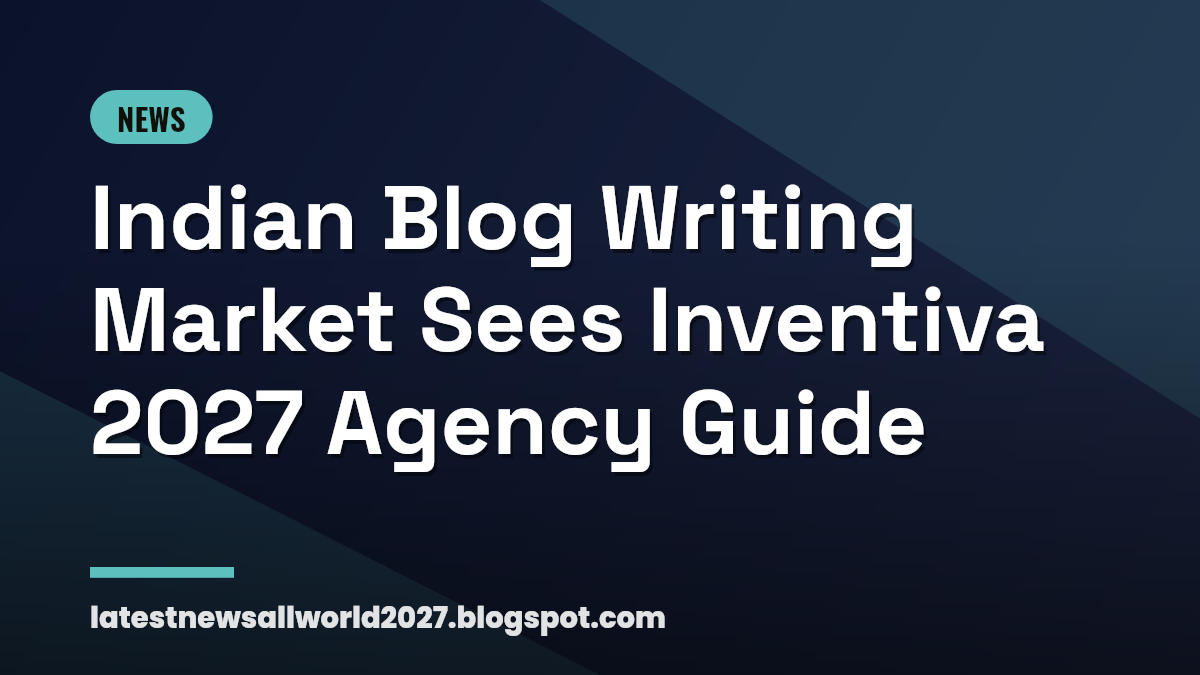 NEWS
Indian Blog Writing
Market Sees Inventiva
2027 Agency Guide
latestnewsallworld2027.blogspot.com